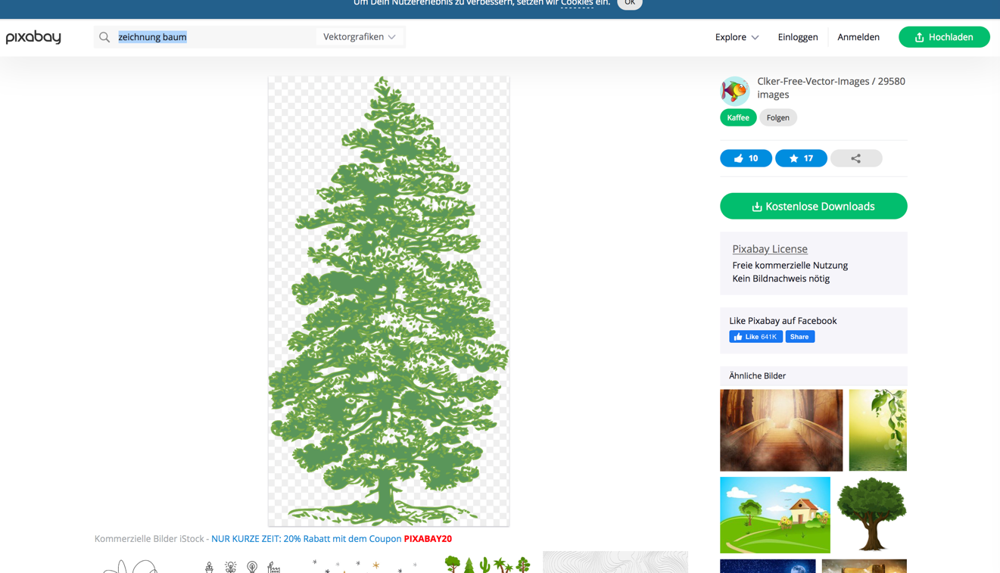 Um Dein Nutzererlebnis zu verbessern, setzen wir Cookies ein. OK
pixabay
zeichnung baum
Vektorgrafiken
Explore
Einloggen
Anmelden
Hochladen
Clker-Free-Vector-Images / 29580
images
Kaffee
Folgen
10
17
Kostenlose Downloads
Pixabay License
Freie kommerzielle Nutzung
Kein Bildnachweis nötig
Like Pixabay auf Facebook
Like 641K
Share
Ähnliche Bilder
Kommerzielle Bilder iStock - NUR KURZE ZEIT: 20% Rabatt mit dem Coupon PIXABAY20